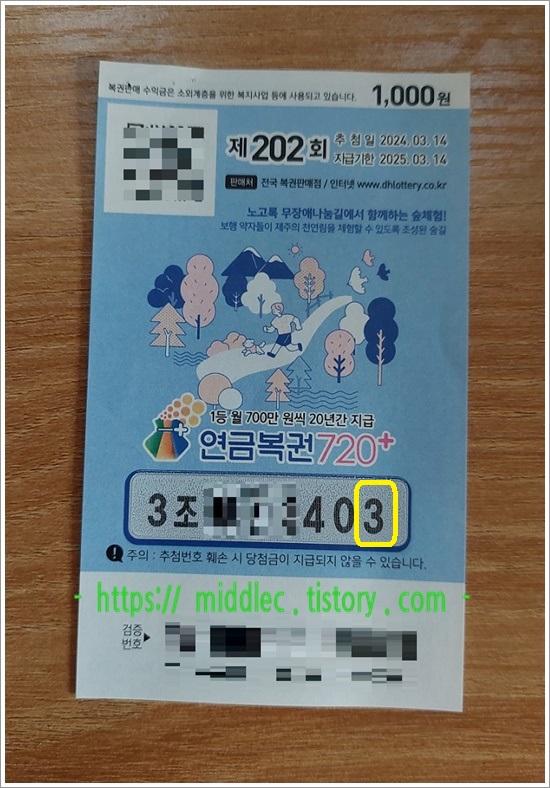 복권판매 수익금은 소외계층을 위한 복지사업 등에 사용되고 있습니다. 1,000원
제202회
추 첨 일 2024. 03. 14
지급기한 2025. 03. 14
판매처 전국 복권판매점 / 인터넷 www.dhlottery.co.kr
노고록 무장애나눔길에서 함께하는 숲체험!
보행 약자들이 제주의 천연림을 체험할 수 있도록 조성된 숲길
1등 월 700만 원씩 20년간 지급
연금복권720+
3조 403
! 주의 : 추첨번호 훼손 시 당첨금이 지급되지 않을 수 있습니다.
- https:// middlec.tistory.com -
검증
번호▶